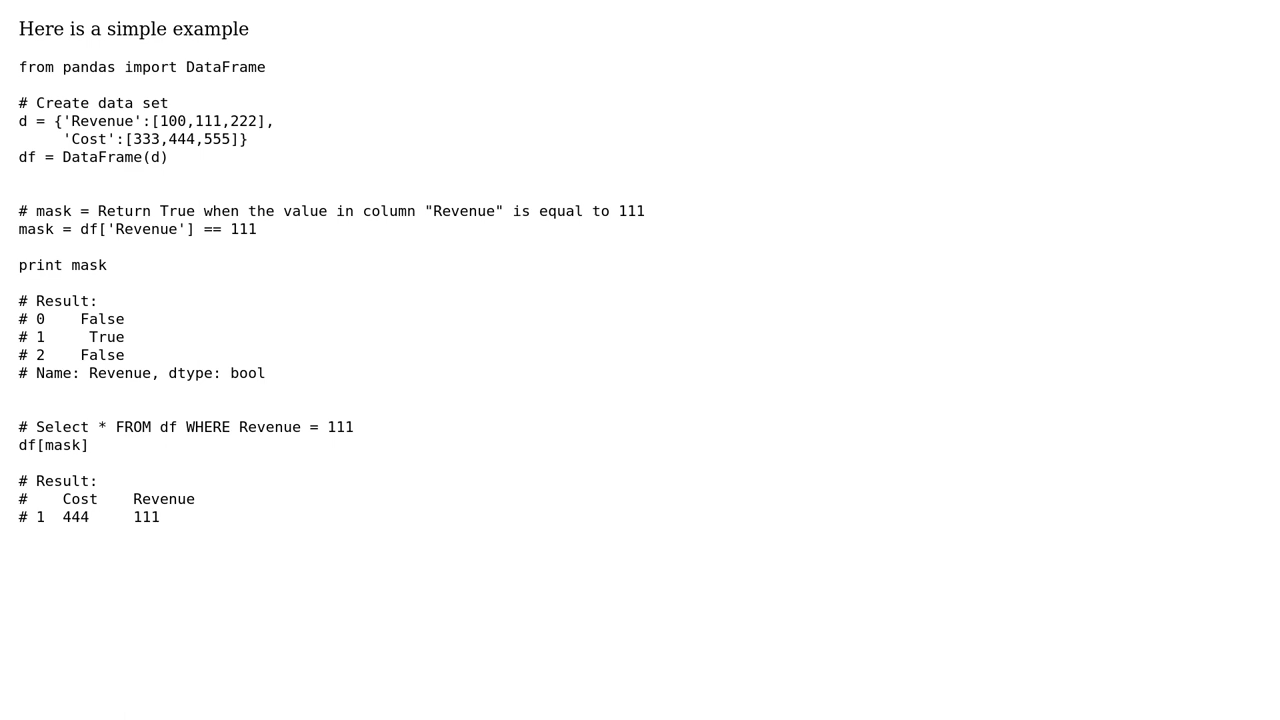 Here is a simple example
from pandas import DataFrame
# Create data set
d = {'Revenue':[100,111,222],
     'Cost':[333,444,555]}
df = DataFrame(d)
# mask = Return True when the value in column "Revenue" is equal to 111
mask = df['Revenue'] == 111
print mask
# Result:
# 0    False
# 1     True
# 2    False
# Name: Revenue, dtype: bool
# Select * FROM df WHERE Revenue = 111
df[mask]
# Result:
#    Cost    Revenue
# 1  444     111